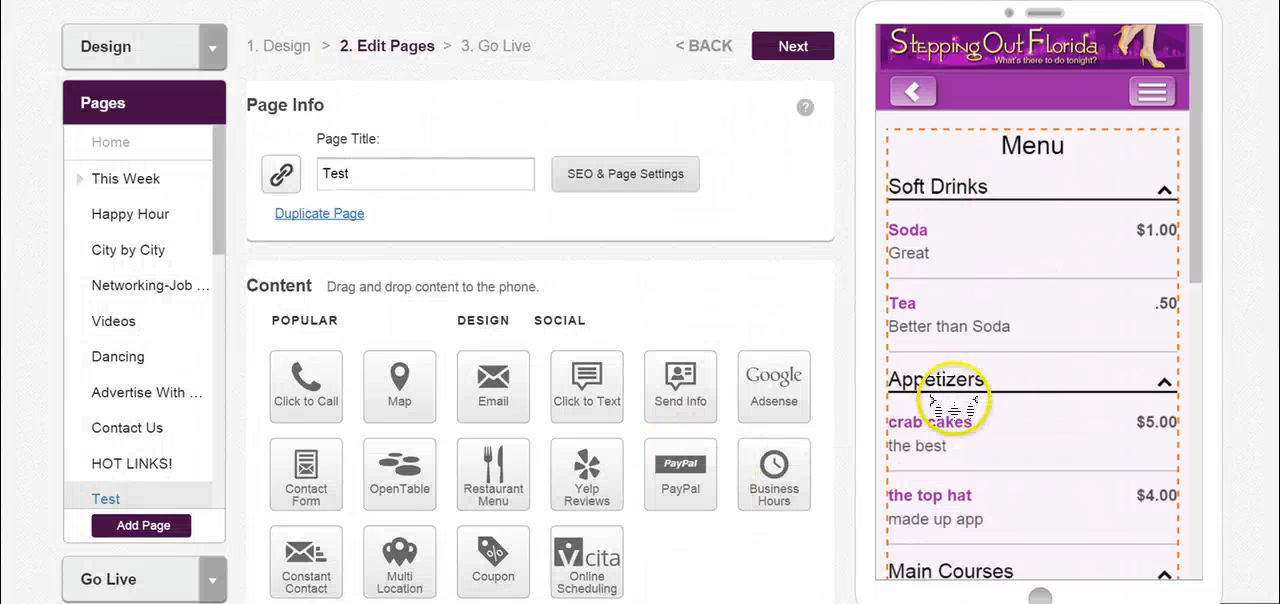 Design
1. Design > 2. Edit Pages > 3. Go Live
< BACK
Next
Pages
Home
This Week
Happy Hour
City by City
Networking-Job ...
Videos
Dancing
Advertise With ...
Contact Us
HOT LINKS!
Test
Add Page
Go Live
Page Info
?
Page Title:
Test
SEO & Page Settings
Duplicate Page
Content Drag and drop content to the phone.
POPULAR DESIGN SOCIAL
Click to Call
Map
Email
Click to Text
Send Info
Google
Adsense
Contact
Form
OpenTable
Restaurant
Menu
Yelp
Reviews
PayPal
PayPal
Business
Hours
Constant
Contact
Multi
Location
Coupon
Vcita
Online
Scheduling
Stepping Out Florida
What's there to do tonight?
Menu
Soft Drinks
Soda $1.00
Great
Tea .50
Better than Soda
Appetizers
crab cakes $5.00
the best
the top hat $4.00
made up app
Main Courses